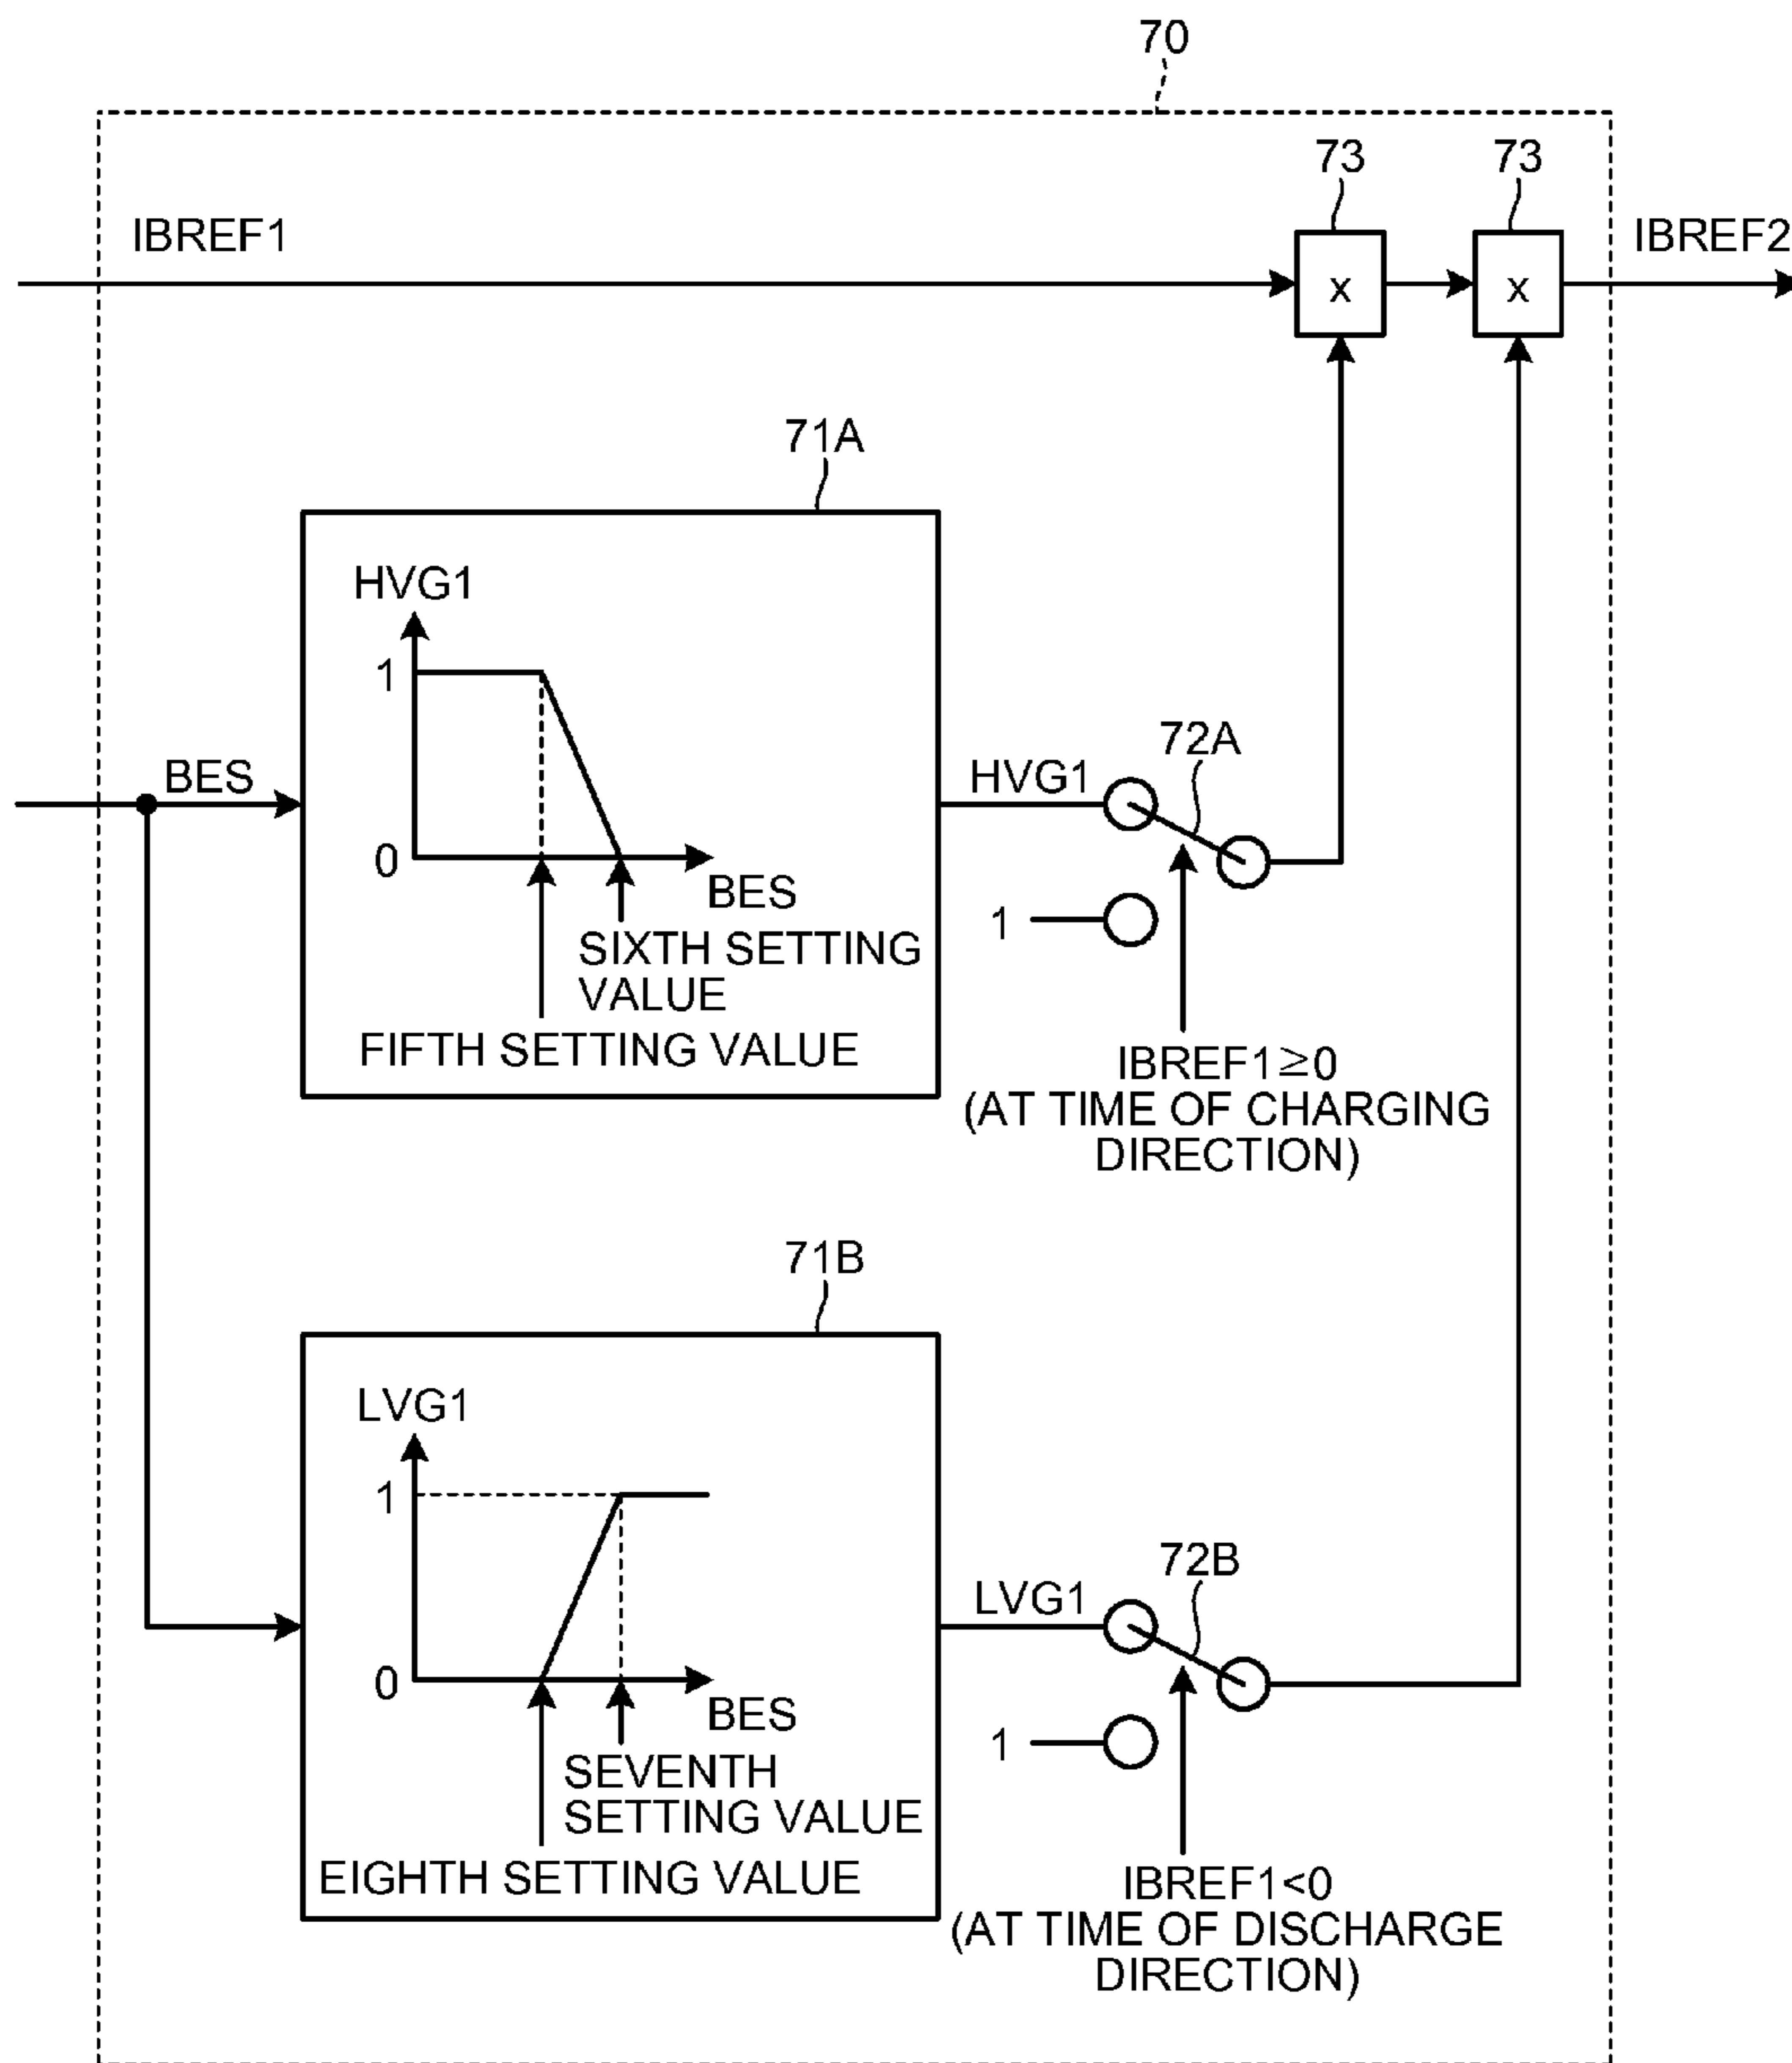 70
73
73
IBREF1
IBREF2
x
x
71A
HVG1
1
0
BES
BES
SIXTH SETTING
VALUE
FIFTH SETTING VALUE
HVG1
72A
1
IBREF1≥0
(AT TIME OF CHARGING
DIRECTION)
71B
LVG1
1
0
BES
SEVENTH
SETTING VALUE
EIGHTH SETTING VALUE
LVG1
72B
1
IBREF1<0
(AT TIME OF DISCHARGE
DIRECTION)